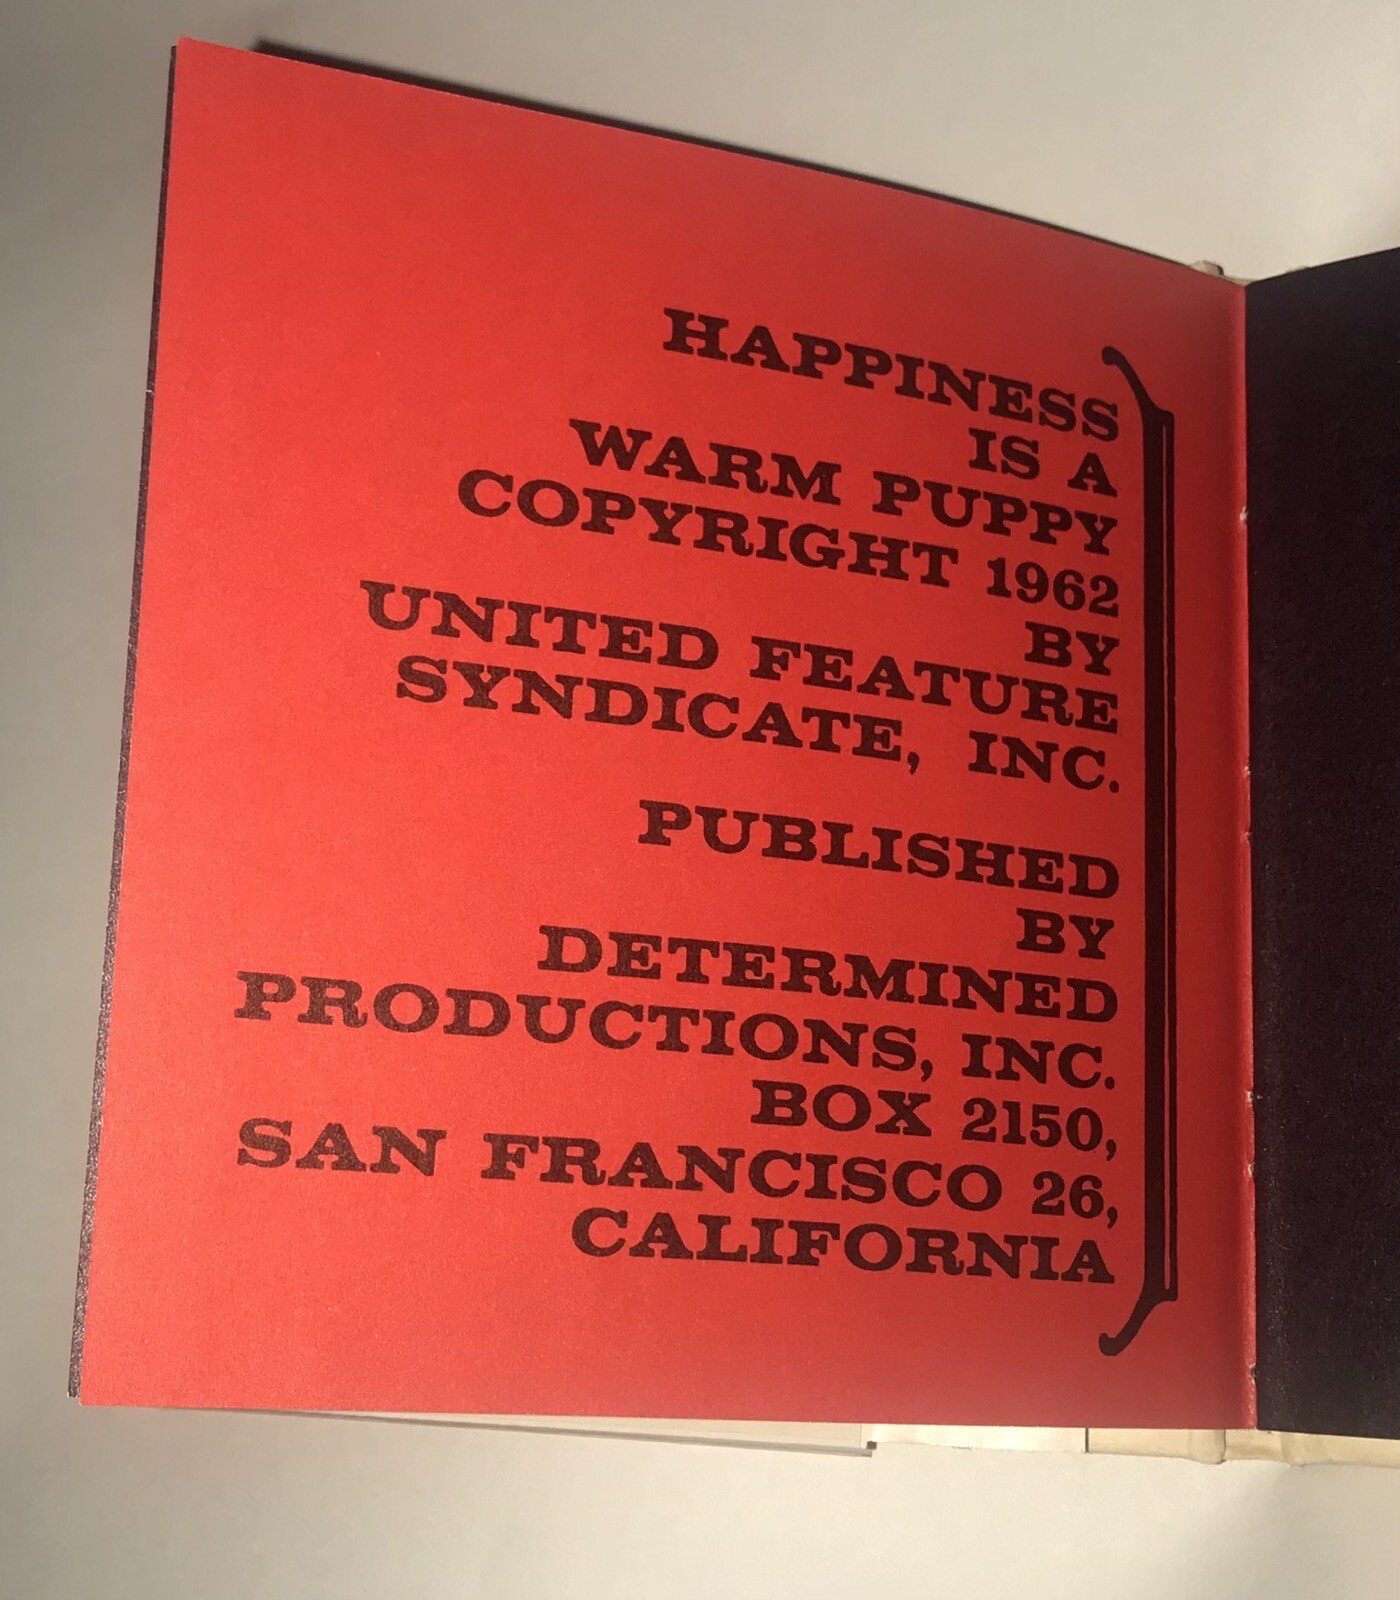 HAPPINESS
IS A
WARM PUPPY
COPYRIGHT 1962
BY
UNITED FEATURE
SYNDICATE, INC.
PUBLISHED
BY
DETERMINED
PRODUCTIONS, INC.
BOX 2150,
SAN FRANCISCO 26,
CALIFORNIA